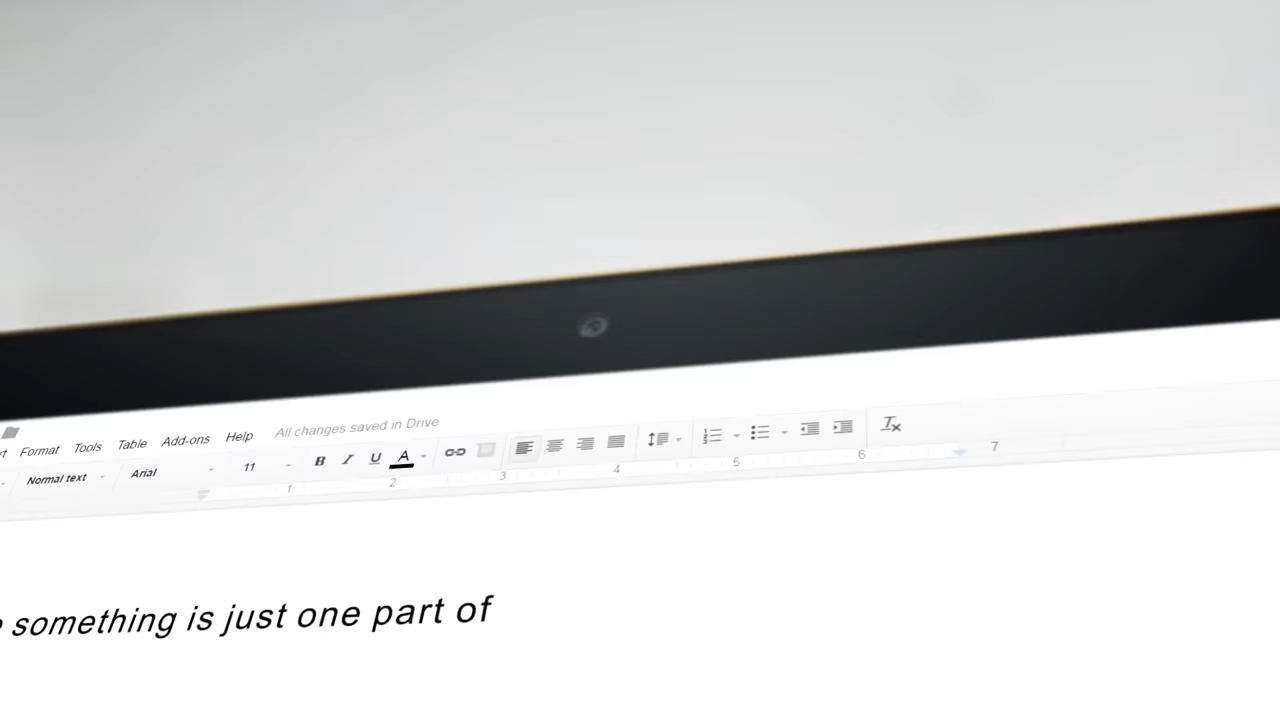 Format Tools Table Add-ons Help All changes saved in Drive
Normal text Arial 11 B I U A
1 2 3 4 5 6 7
something is just one part of